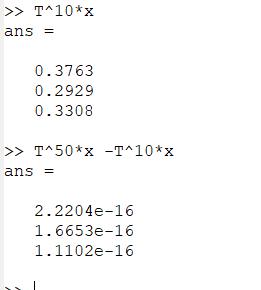 >> T^10*x
ans =
0.3763
0.2929
0.3308
>> T^50*x -T^10*x
ans =
2.2204e-16
1.6653e-16
1.1102e-16
>>